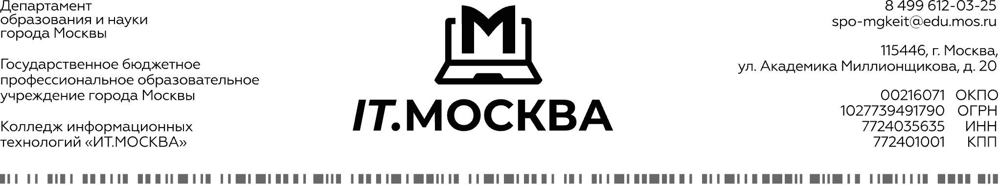 Департамент
образования и науки
города Москвы
Государственное бюджетное
профессиональное образовательное
учреждение города Москвы
Колледж информационных
технологий «ИТ.МОСКВА»
M
IT.МОСКВА
8 499 612-03-25
spo-mgkeit@edu.mos.ru
115446, г. Москва,
ул. Академика Миллионщикова, д. 20
00216071 ОКПО
1027739491790 ОГРН
7724035635 ИНН
772401001 КПП